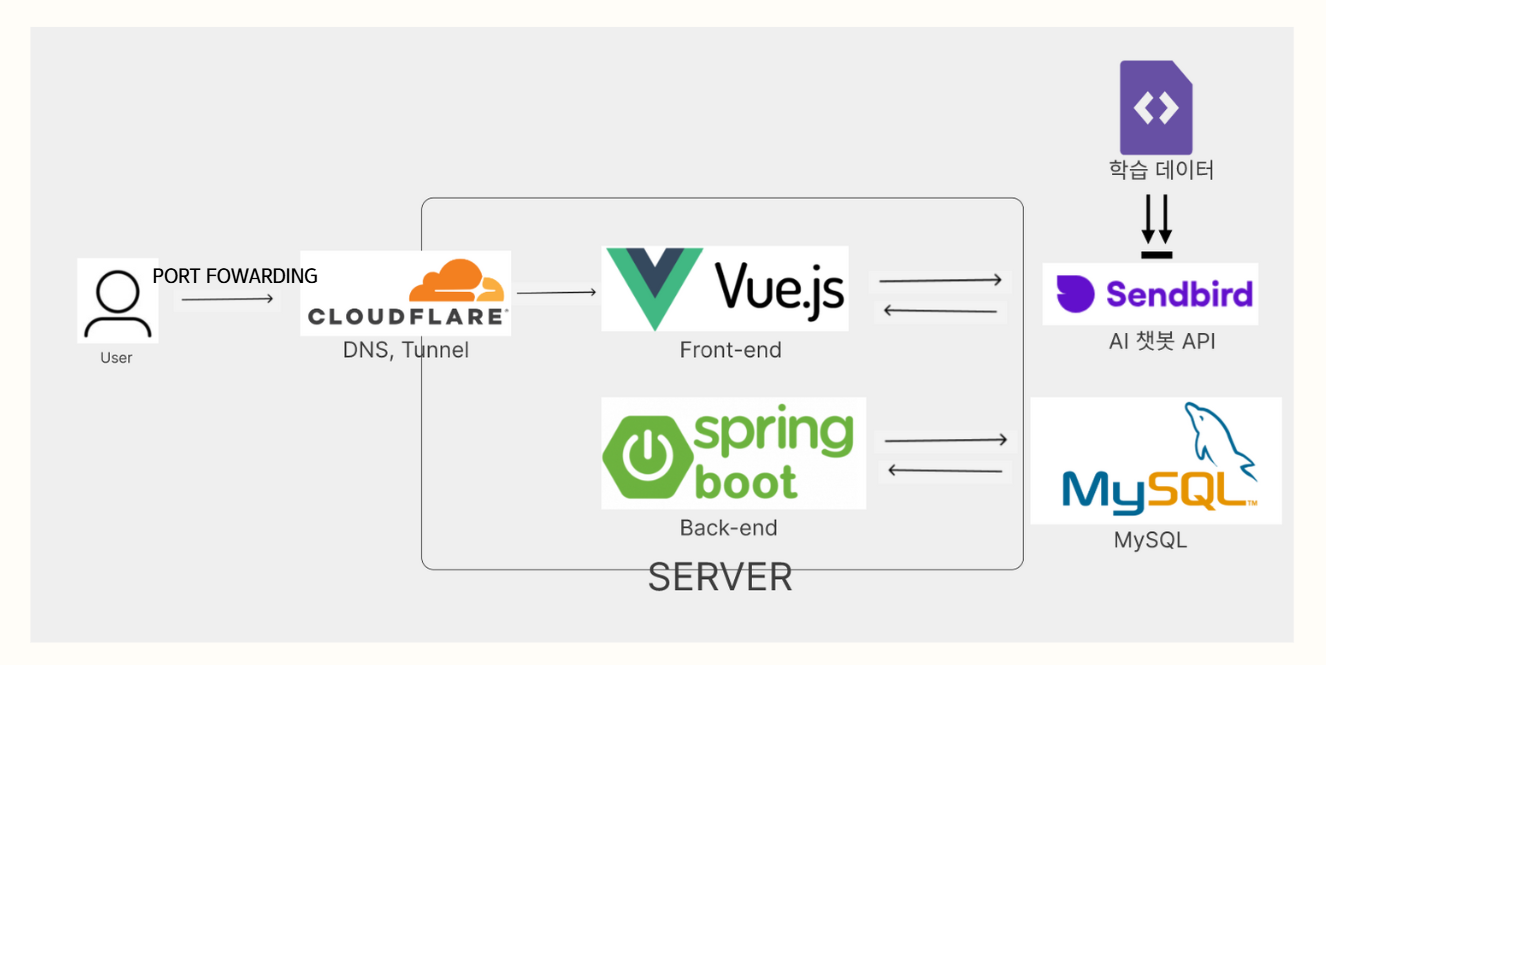 학습 데이터
PORT FOWARDING
User
CLOUDFLARE
DNS, Tunnel
Vue.js
Front-end
Sendbird
AI 챗봇 API
spring
boot
Back-end
MySQL™
MySQL
SERVER